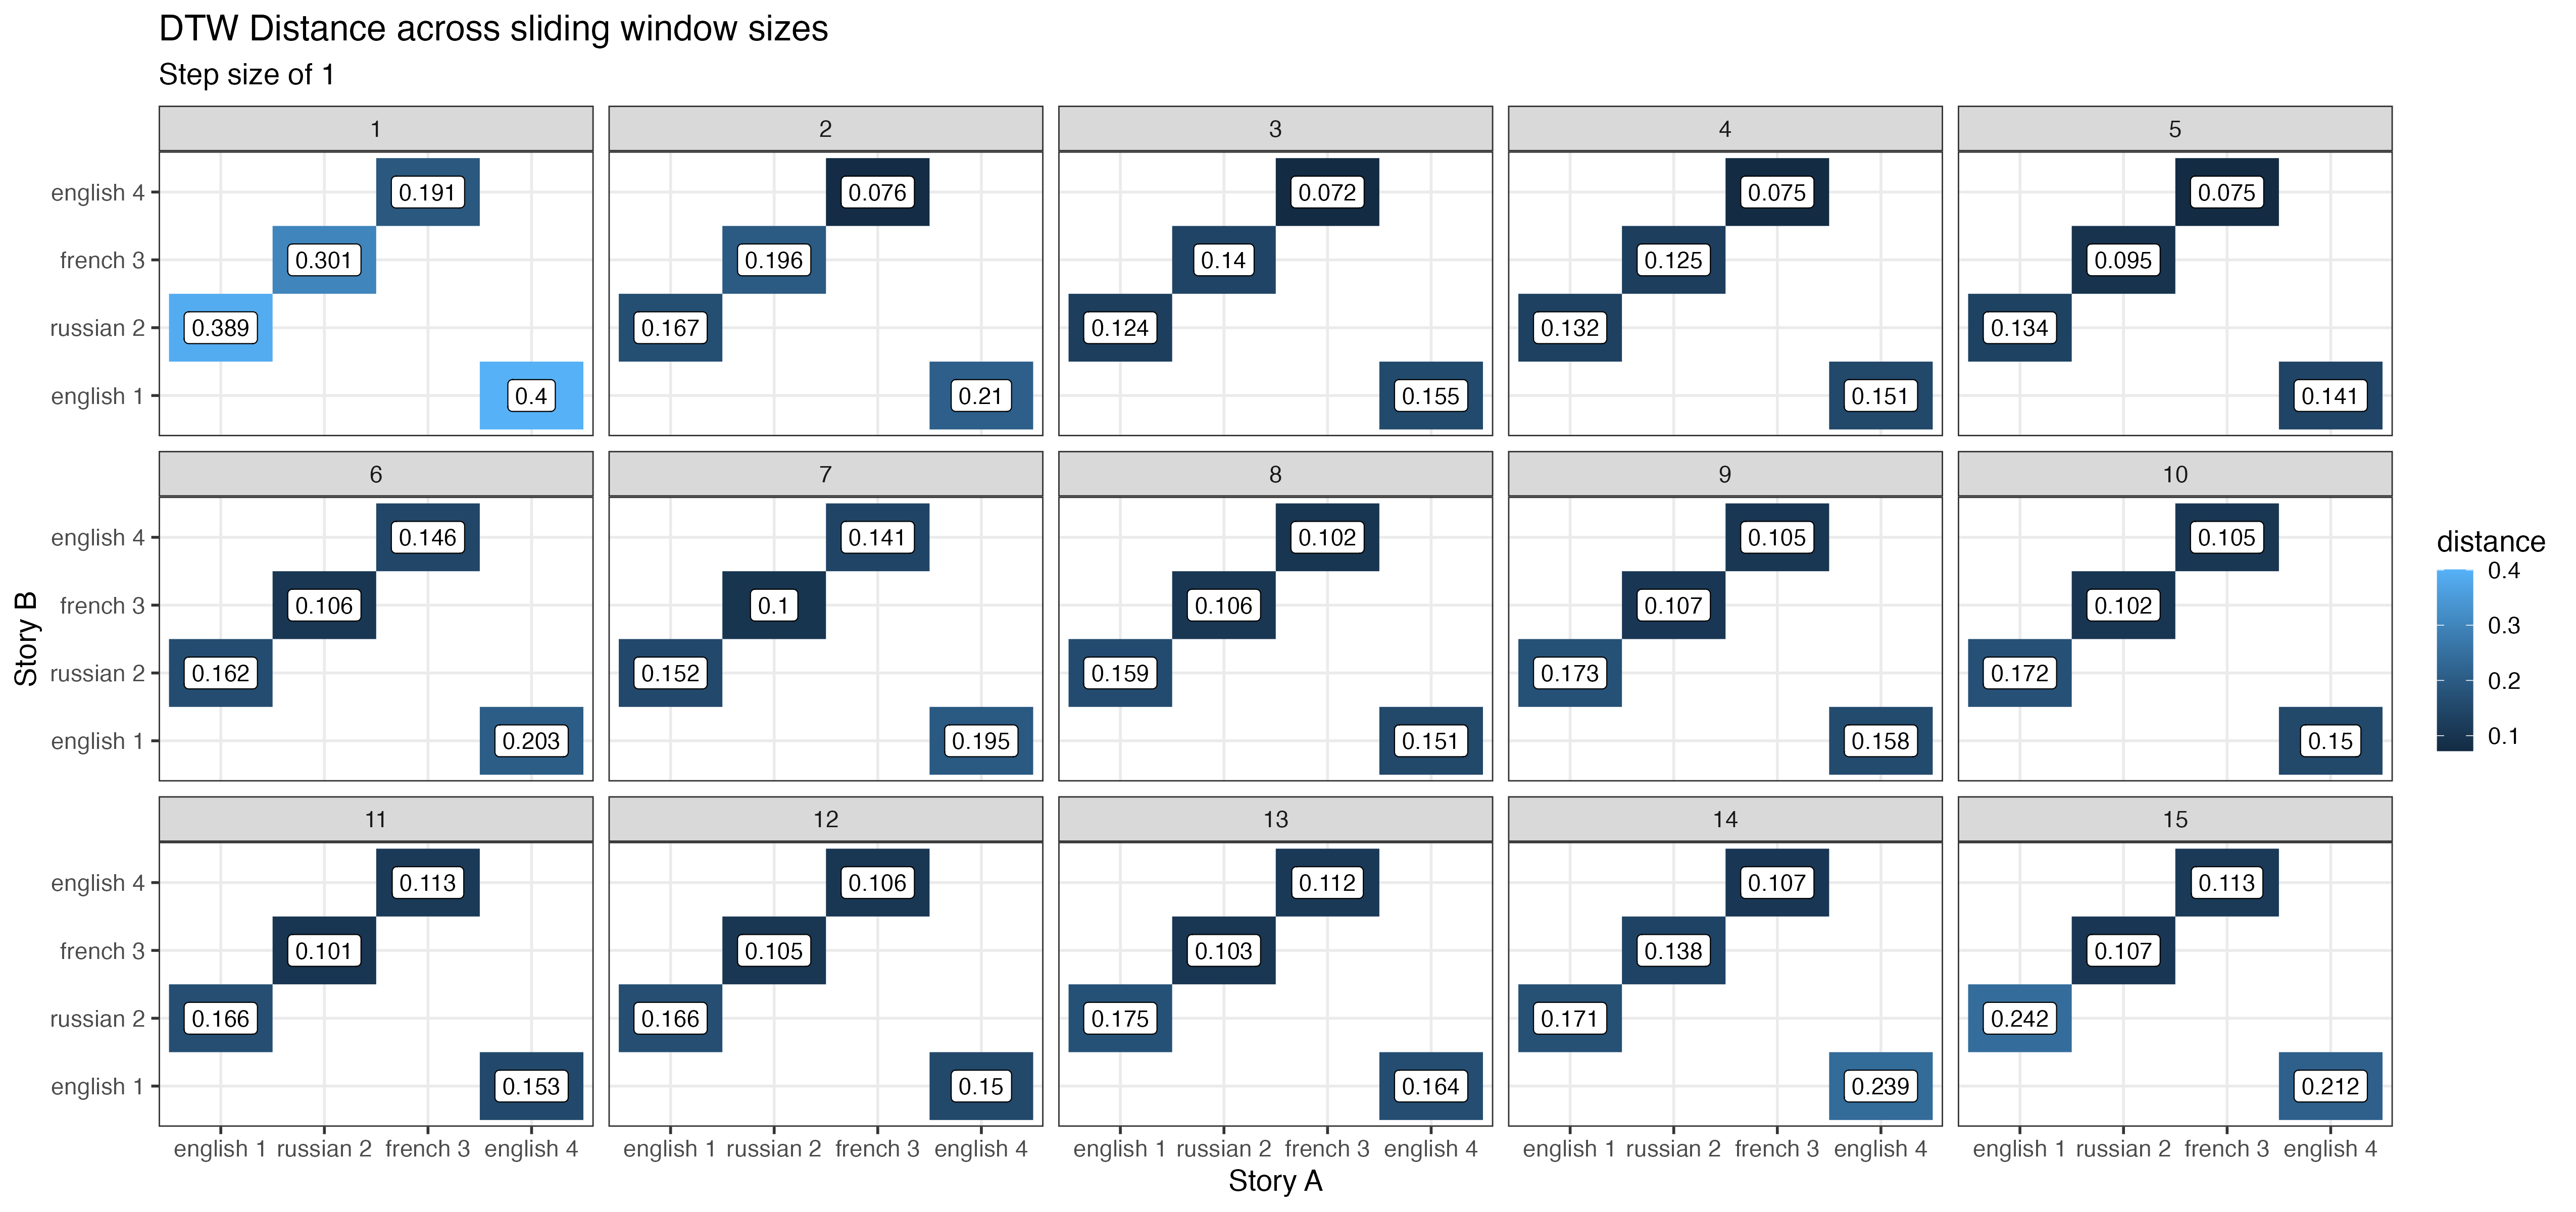 DTW Distance across sliding window sizes
Step size of 1
1 2 3 4 5
english 4 0.191 0.076 0.072 0.075 0.075
french 3 0.301 0.196 0.14 0.125 0.095
russian 2 0.389 0.167 0.124 0.132 0.134
english 1 0.4 0.21 0.155 0.151 0.141
6 7 8 9 10
english 4 0.146 0.141 0.102 0.105 0.105
french 3 0.106 0.1 0.106 0.107 0.102
russian 2 0.162 0.152 0.159 0.173 0.172
english 1 0.203 0.195 0.151 0.158 0.15
11 12 13 14 15
english 4 0.113 0.106 0.112 0.107 0.113
french 3 0.101 0.105 0.103 0.138 0.107
russian 2 0.166 0.166 0.175 0.171 0.242
english 1 0.153 0.15 0.164 0.239 0.212
english 1 russian 2 french 3 english 4 english 1 russian 2 french 3 english 4 english 1 russian 2 french 3 english 4 english 1 russian 2 french 3 english 4 english 1 russian 2 french 3 english 4
Story A
Story B
distance
0.4
0.3
0.2
0.1